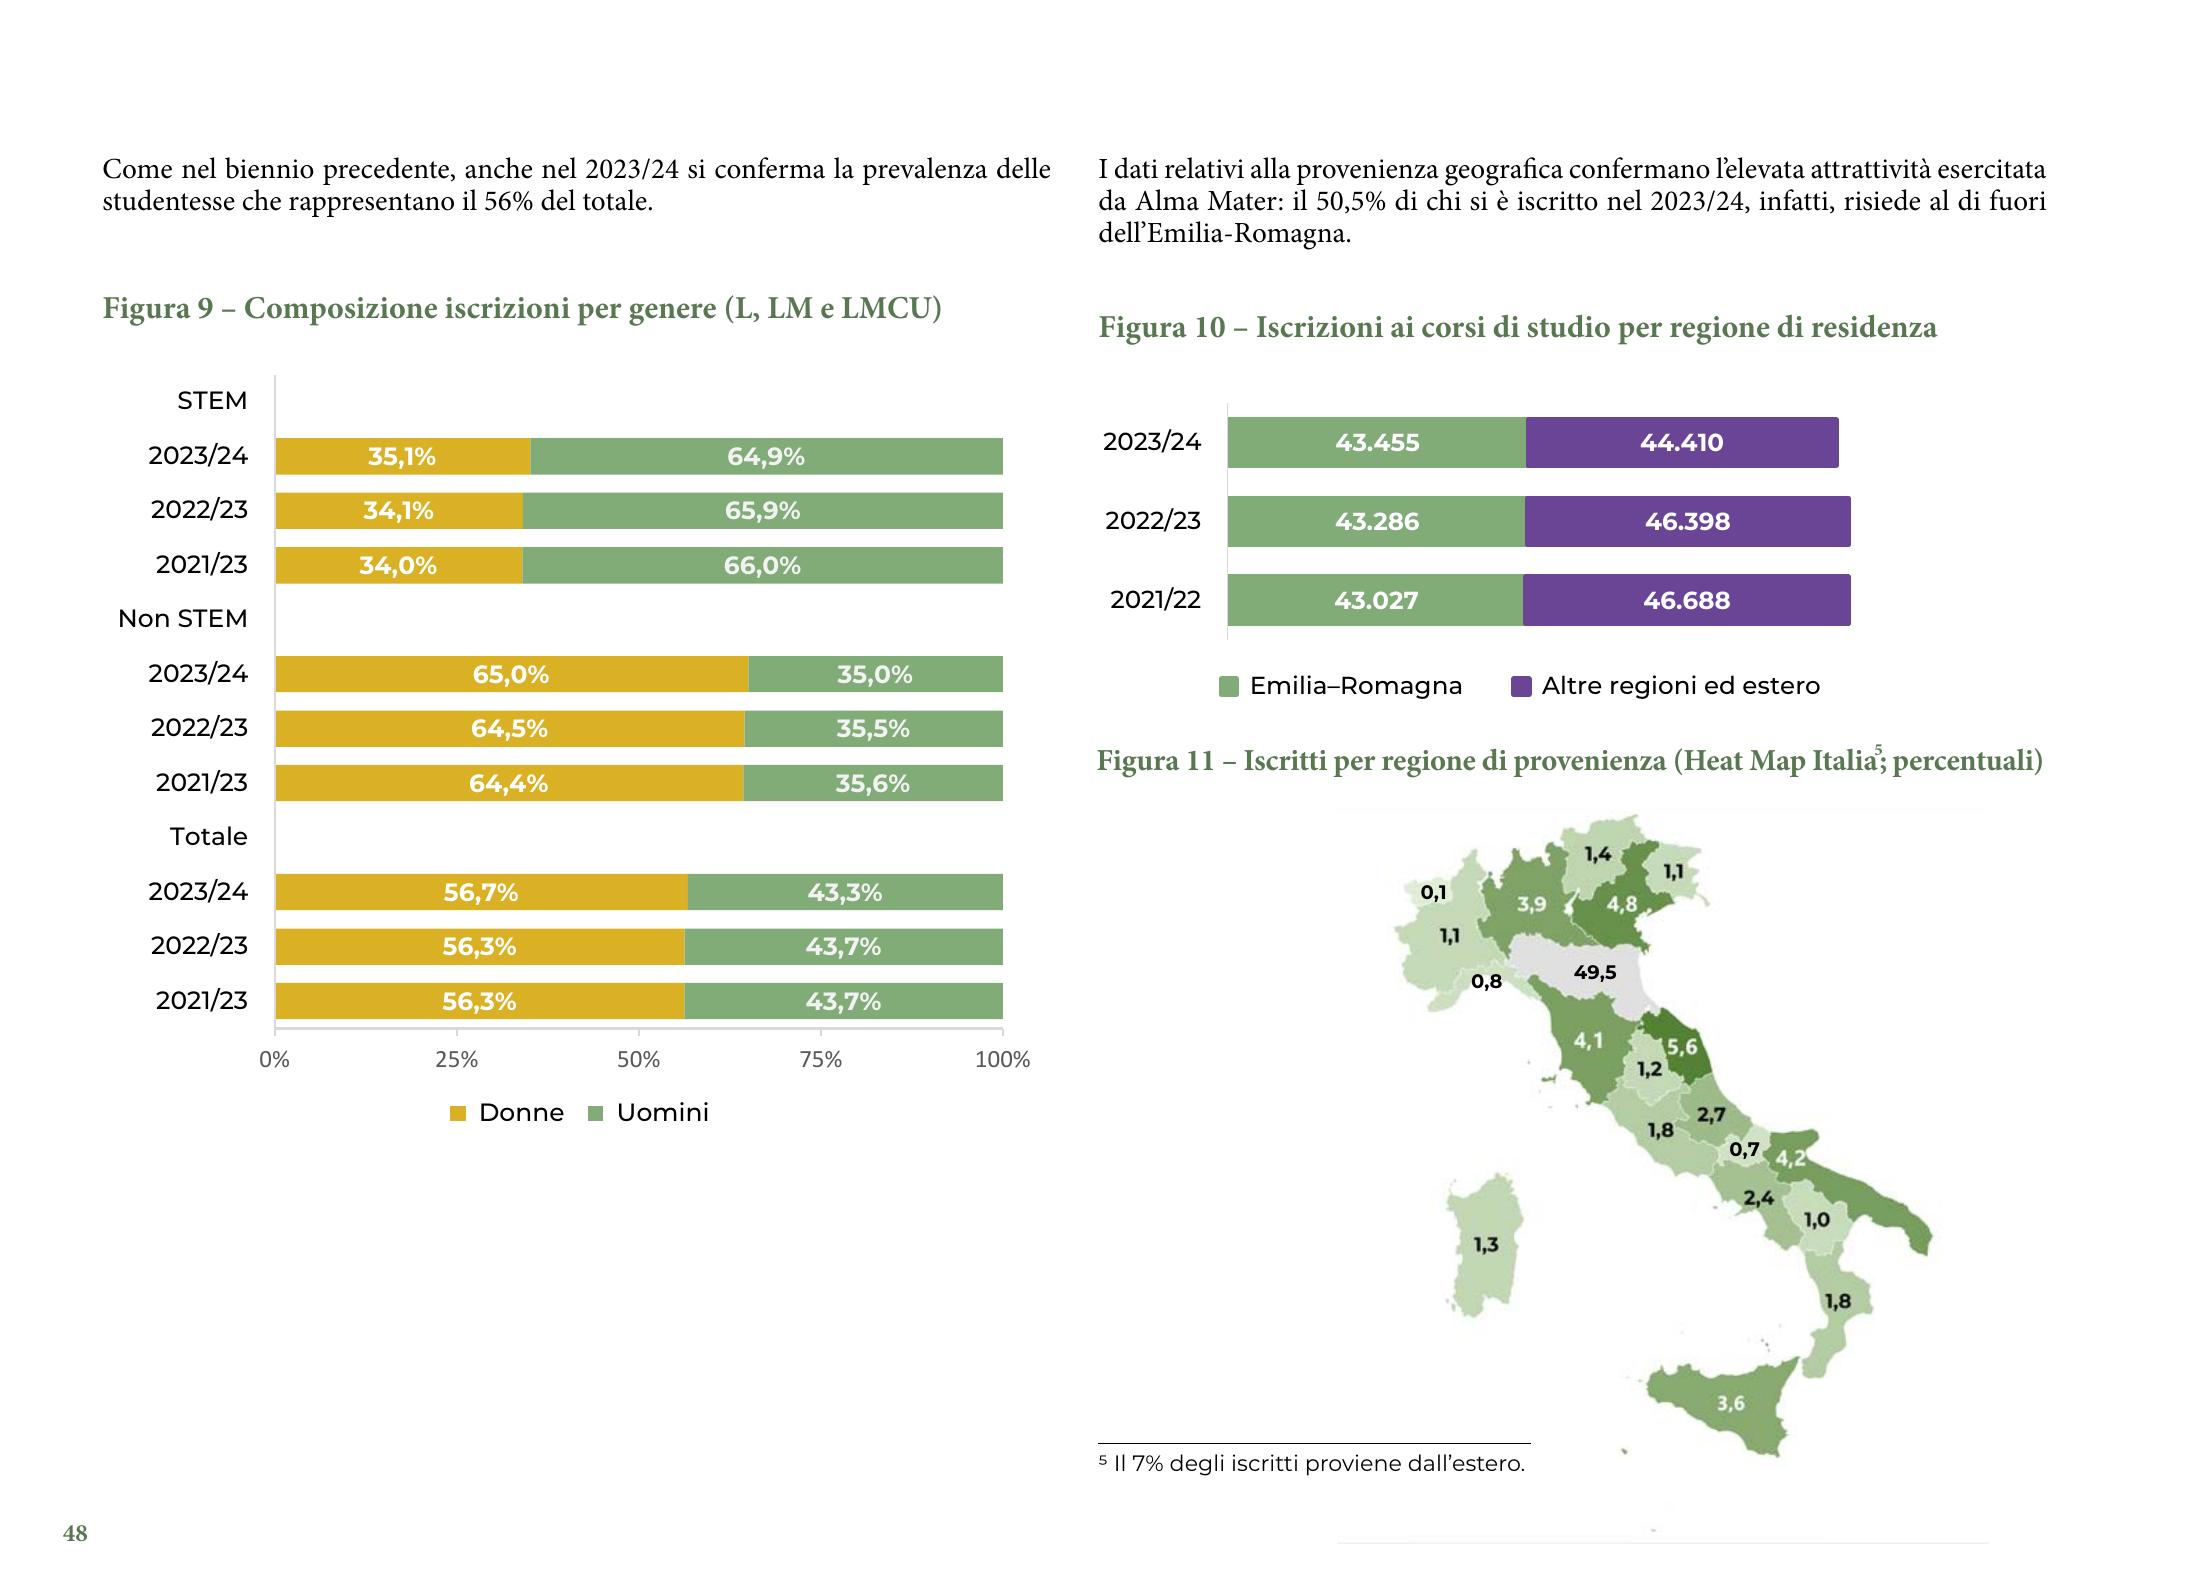 Come nel biennio precedente, anche nel 2023/24 si conferma la prevalenza delle
studentesse che rappresentano il 56% del totale.
Figura 9 – Composizione iscrizioni per genere (L, LM e LMCU)
STEM
2023/24 35,1% 64,9%
2022/23 34,1% 65,9%
2021/23 34,0% 66,0%
Non STEM
2023/24 65,0% 35,0%
2022/23 64,5% 35,5%
2021/23 64,4% 35,6%
Totale
2023/24 56,7% 43,3%
2022/23 56,3% 43,7%
2021/23 56,3% 43,7%
0% 25% 50% 75% 100%
Donne Uomini
I dati relativi alla provenienza geografica confermano l’elevata attrattività esercitata
da Alma Mater: il 50,5% di chi si è iscritto nel 2023/24, infatti, risiede al di fuori
dell’Emilia-Romagna.
Figura 10 – Iscrizioni ai corsi di studio per regione di residenza
2023/24 43.455 44.410
2022/23 43.286 46.398
2021/22 43.027 46.688
Emilia–Romagna Altre regioni ed estero
Figura 11 – Iscritti per regione di provenienza (Heat Map Italia⁵; percentuali)
1,4
1,1
0,1
3,9
4,8
1,1
49,5
0,8
4,1
5,6
1,2
2,7
1,8
0,7
4,2
2,4
1,0
1,3
1,8
3,6
⁵ Il 7% degli iscritti proviene dall’estero.
48